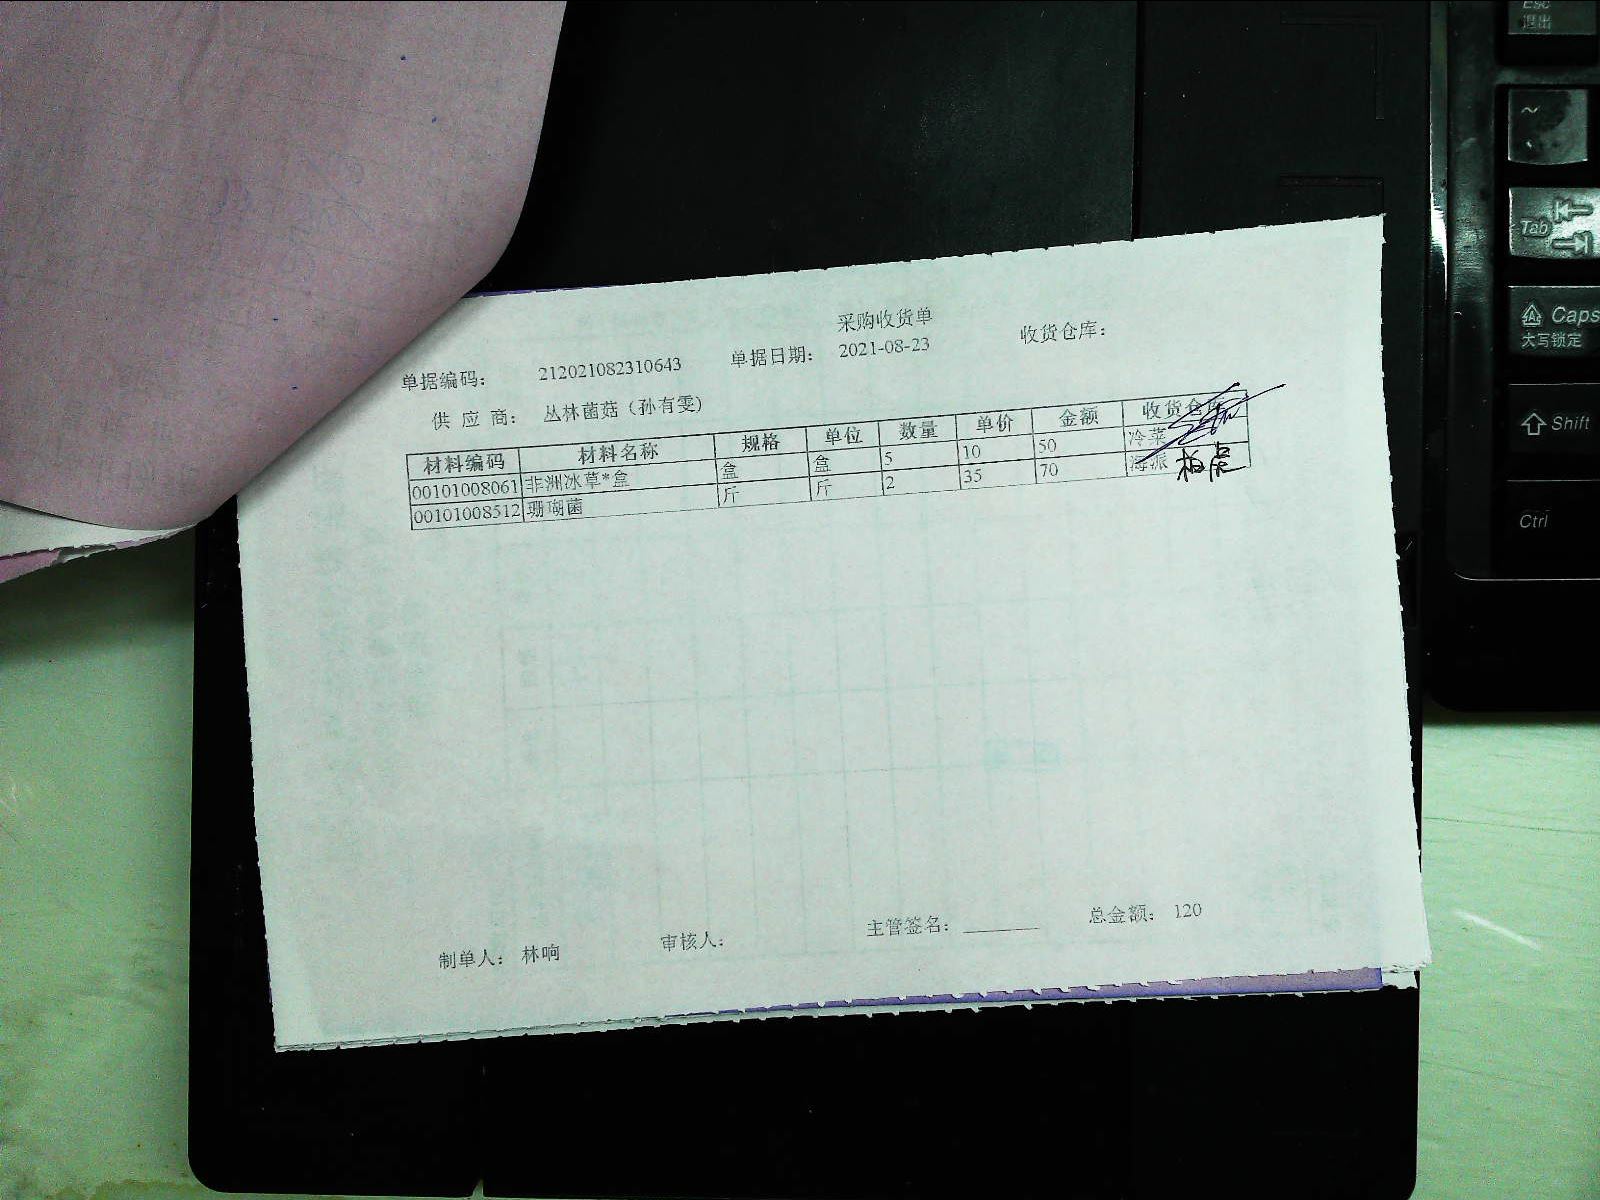 采购收货单
单据编码： 212021082310643 单据日期： 2021-08-23 收货仓库：
供 应 商： 丛林菌菇（孙有雯）
材料编码 材料名称 规格 单位 数量 单价 金额 收货仓库
00101008061 非洲冰草*盒 盒 盒 5 10 50 冷菜
00101008512 珊瑚菌 斤 斤 2 35 70 海派
制单人： 林响 审核人： 主管签名： 总金额： 120
Esc
退出
~
Tab
Caps
大写锁定
Shift
Ctrl